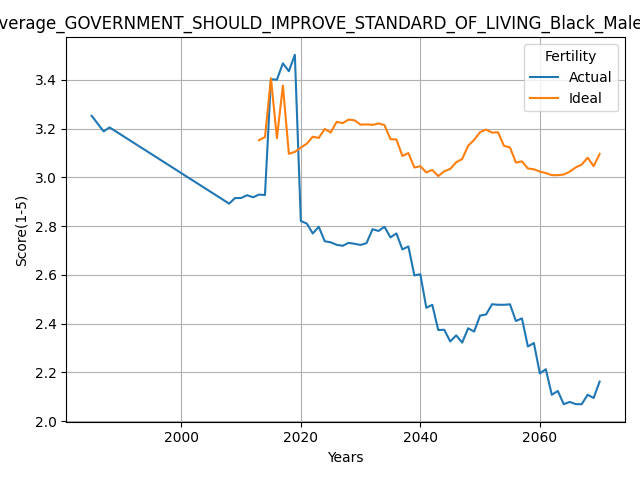 verage_GOVERNMENT_SHOULD_IMPROVE_STANDARD_OF_LIVING_Black_Male
Fertility
Actual
Ideal
Score(1-5)
3.4
3.2
3.0
2.8
2.6
2.4
2.2
2.0
2000 2020 2040 2060
Years